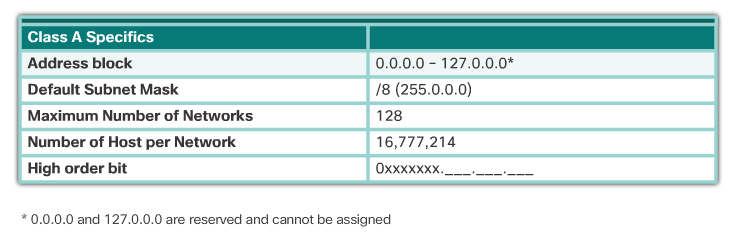 Class A Specifics
Address block 0.0.0.0 – 127.0.0.0*
Default Subnet Mask /8 (255.0.0.0)
Maximum Number of Networks 128
Number of Host per Network 16,777,214
High order bit 0xxxxxxx.___.___.___
* 0.0.0.0 and 127.0.0.0 are reserved and cannot be assigned